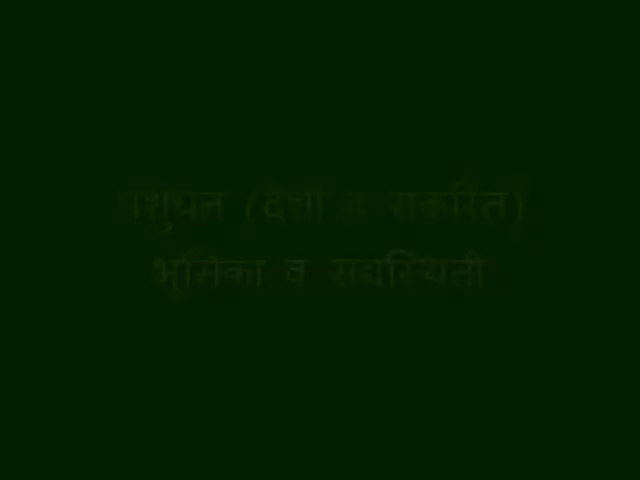 पशुधन (देशी व संकरित)
भुमिका व सद्यस्थिती